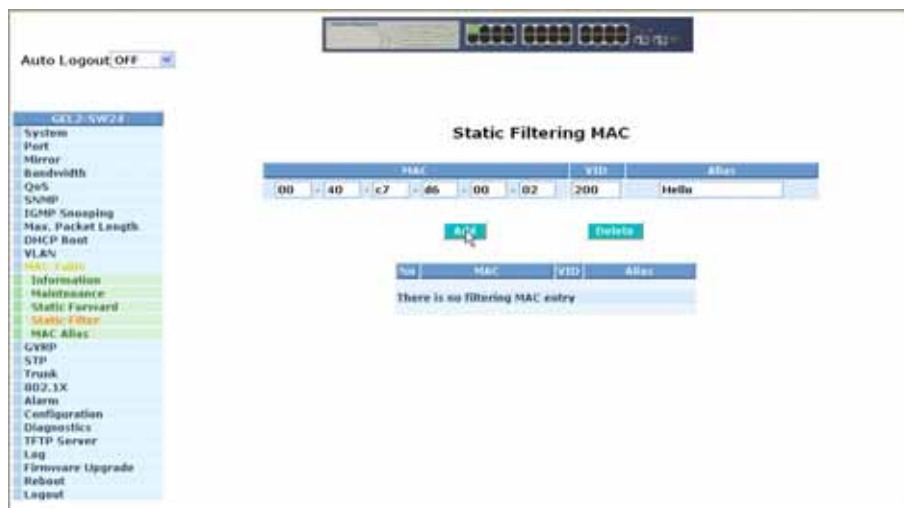 Auto Logout OFF
GEL2-SW24
System
Port
Mirror
Bandwidth
QoS
SNMP
IGMP Snooping
Max. Packet Length
DHCP Boot
VLAN
MAC Table
Information
Maintenance
Static Forward
Static Filter
MAC Alias
GVRP
STP
Trunk
802.1X
Alarm
Configuration
Diagnostics
TFTP Server
Log
Firmware Upgrade
Reboot
Logout
Static Filtering MAC
MAC VID Alias
00 - 40 - c7 - d6 - 00 - 02 200 Hello
Add Delete
No MAC VID Alias
There is no filtering MAC entry